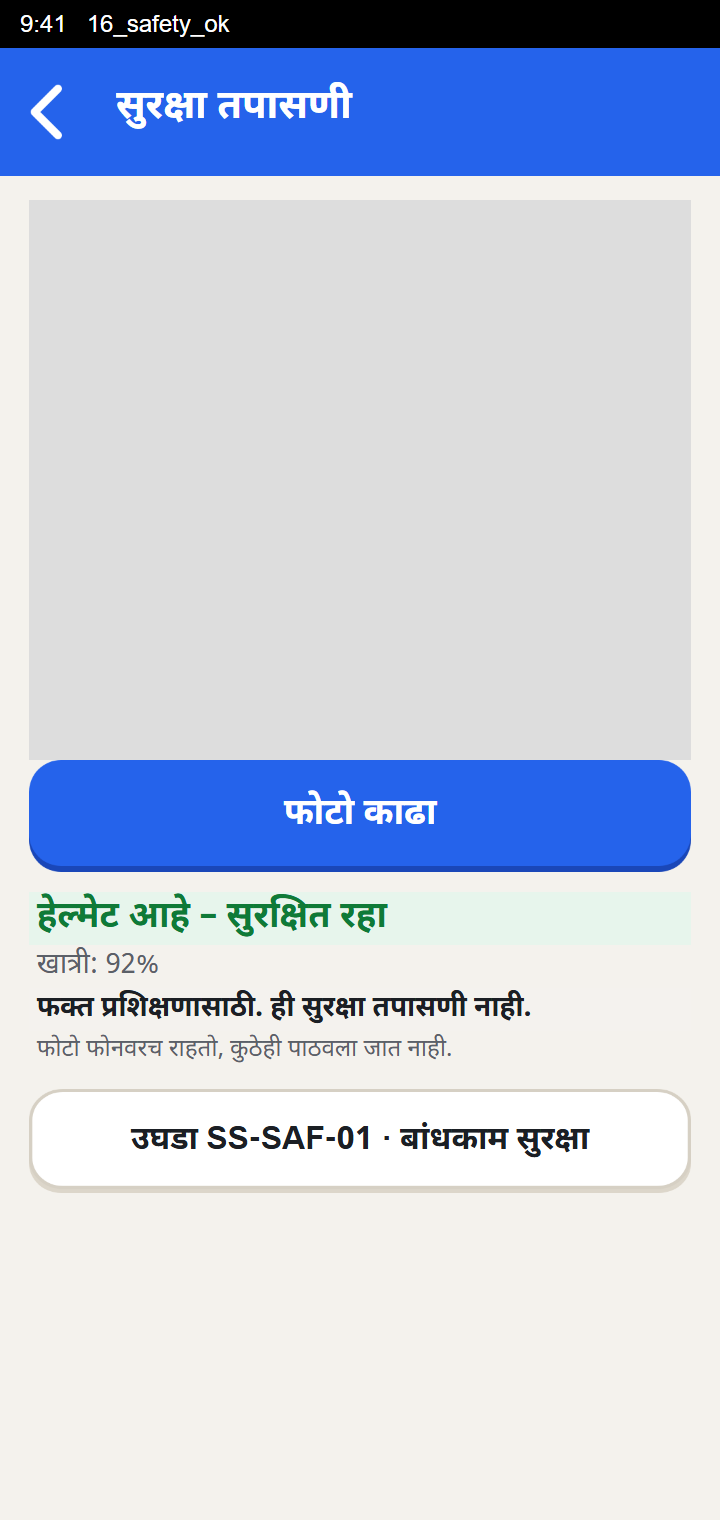 9:41 16_safety_ok
सुरक्षा तपासणी
फोटो काढा
हेल्मेट आहे – सुरक्षित रहा
खात्री: 92%
फक्त प्रशिक्षणासाठी. ही सुरक्षा तपासणी नाही.
फोटो फोनवरच राहतो, कुठेही पाठवला जात नाही.
उघडा SS-SAF-01 · बांधकाम सुरक्षा